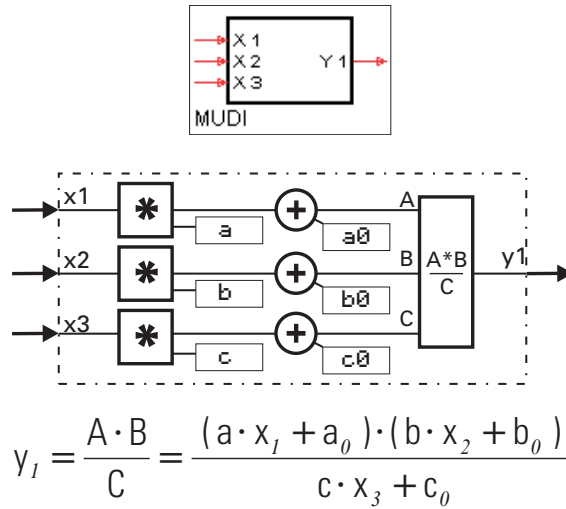 X1
X2 Y1
X3
MUDI
x1 * + A
a a0
x2 * + B A*B y1
b b0 C
x3 * + C
c c0
y₁ = A · B / C = (a · x₁ + a₀) · (b · x₂ + b₀) / c · x₃ + c₀